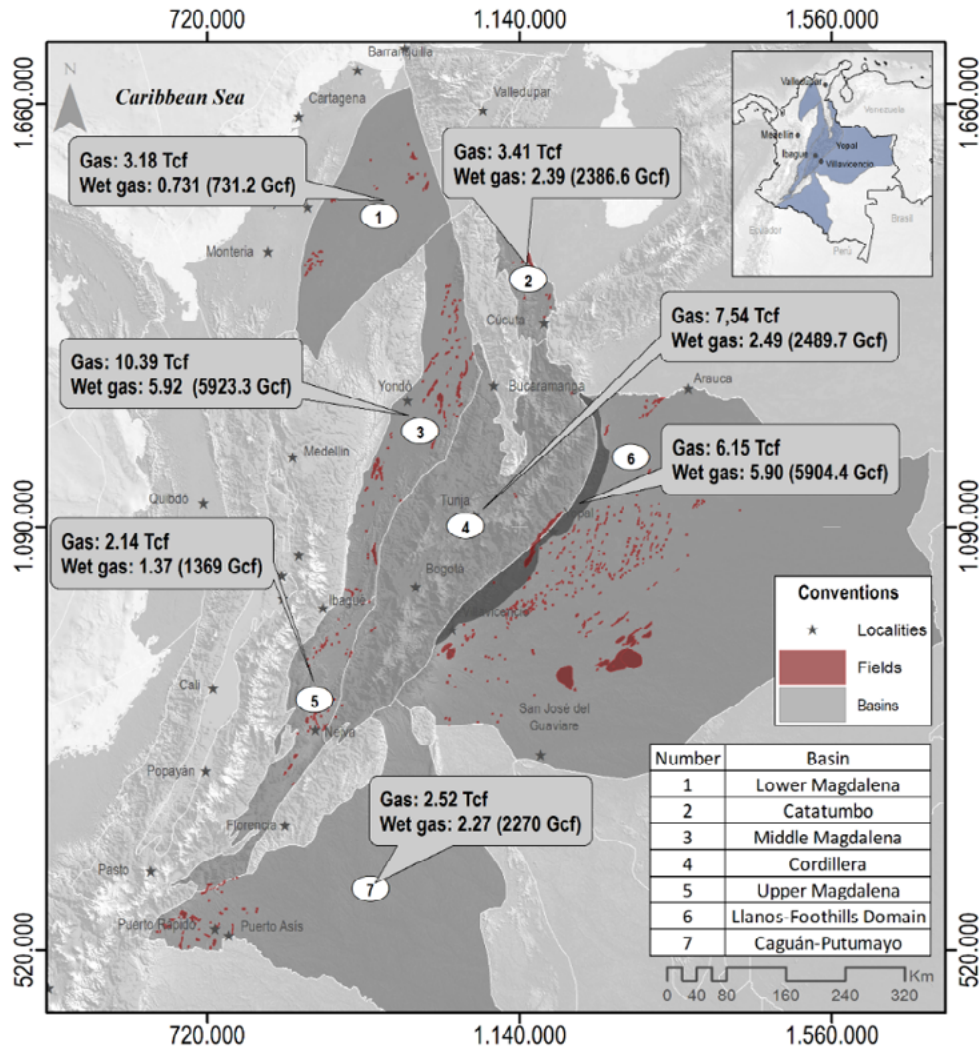 720.000 1.140.000 1.560.000
1.660.000
1.660.000
N
Caribbean Sea
Barranquilla
Cartagena
Valledupar
Valledupar
Venezuela
Medellín
Yopal
Ibague
Villavicencio
Ecuador
Perú
Brasil
Gas: 3.18 Tcf
Wet gas: 0.731 (731.2 Gcf)
1
Gas: 3.41 Tcf
Wet gas: 2.39 (2386.6 Gcf)
2
Montería
Cúcuta
Gas: 7,54 Tcf
Wet gas: 2.49 (2489.7 Gcf)
Gas: 10.39 Tcf
Wet gas: 5.92 (5923.3 Gcf)
Yondó
Bucaramanga
Arauca
3
6
Gas: 6.15 Tcf
Wet gas: 5.90 (5904.4 Gcf)
Medellín
Quibdó
Tunja
4
1.090.000
1.090.000
Gas: 2.14 Tcf
Wet gas: 1.37 (1369 Gcf)
Bogotá
Ibagué
Cali
5
Neiva
San José del
Guaviare
Popayán
Conventions
Localities
Fields
Basins
Gas: 2.52 Tcf
Wet gas: 2.27 (2270 Gcf)
7
Florencia
Pasto
Puerto Rápido
Puerto Asís
Number Basin
1 Lower Magdalena
2 Catatumbo
3 Middle Magdalena
4 Cordillera
5 Upper Magdalena
6 Llanos-Foothills Domain
7 Caguán-Putumayo
520.000
520.000
Km
0 40 80 160 240 320
720.000 1.140.000 1.560.000